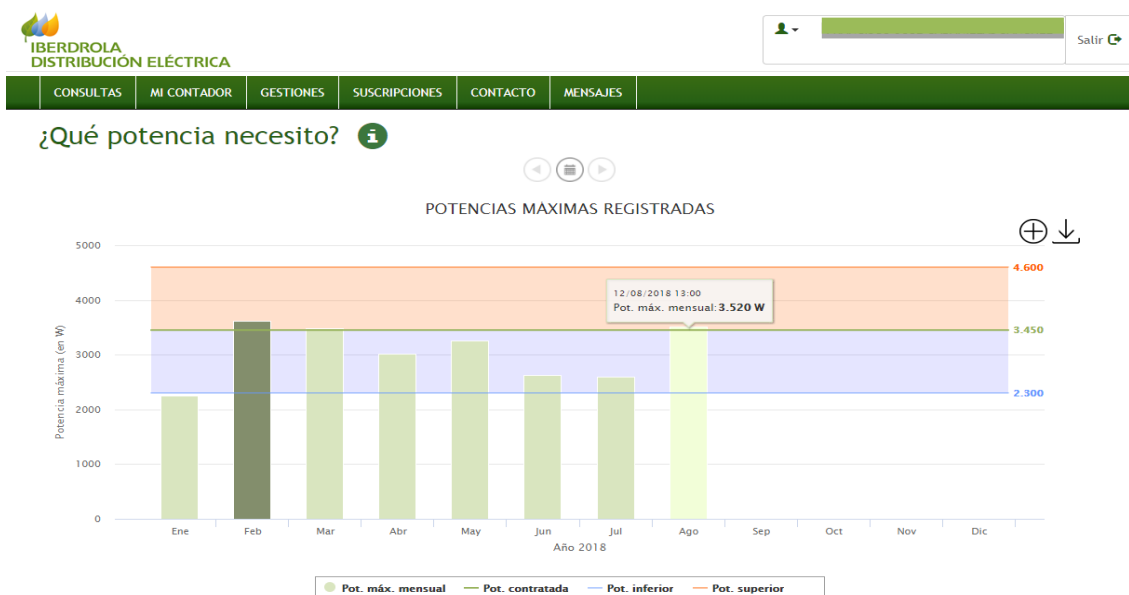 IBERDROLA
DISTRIBUCIÓN ELÉCTRICA
Salir
CONSULTAS MI CONTADOR GESTIONES SUSCRIPCIONES CONTACTO MENSAJES
¿Qué potencia necesito?
POTENCIAS MÁXIMAS REGISTRADAS
5000
4.600
12/08/2018 13:00
4000
Pot. máx. mensual: 3.520 W
3.450
3000
Potencia máxima (en W)
2.300
2000
1000
0
Ene Feb Mar Abr May Jun Jul Ago Sep Oct Nov Dic
Año 2018
Pot. máx. mensual Pot. contratada Pot. inferior Pot. superior